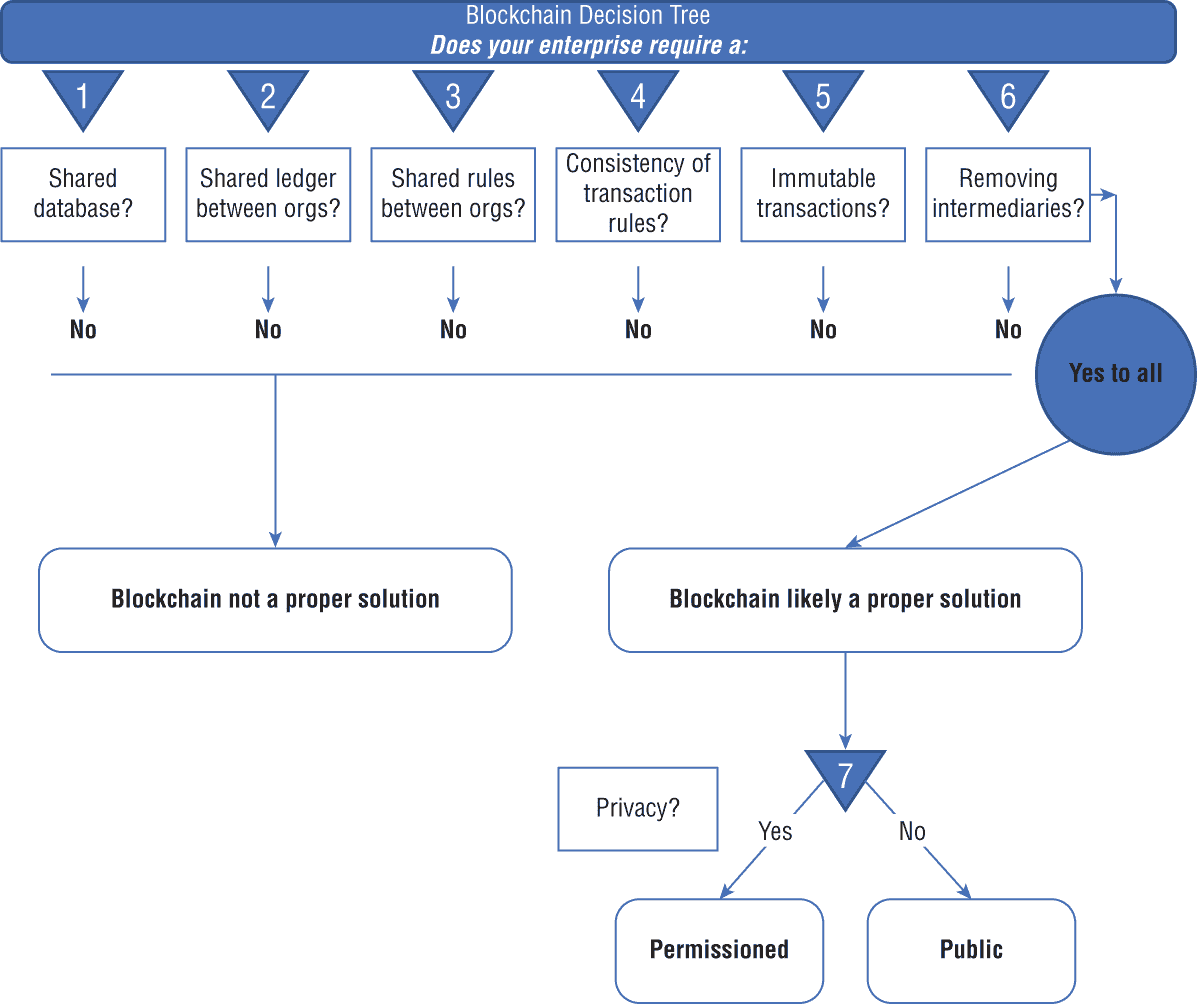 Blockchain Decision Tree
Does your enterprise require a:
1
2
3
4
5
6
Shared
database?
Shared ledger
between orgs?
Shared rules
between orgs?
Consistency of
transaction
rules?
Immutable
transactions?
Removing
intermediaries?
No
No
No
No
No
No
Yes to all
Blockchain not a proper solution
Blockchain likely a proper solution
7
Privacy?
Yes
No
Permissioned
Public